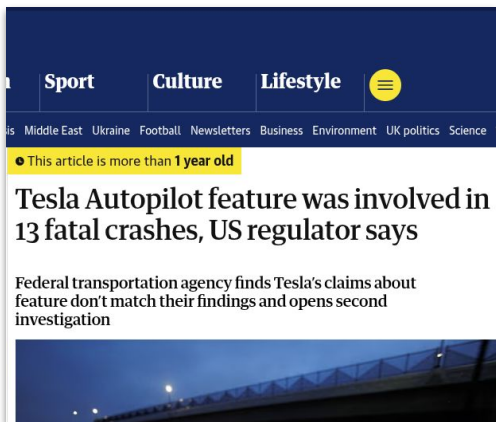 Sport Culture Lifestyle
Middle East Ukraine Football Newsletters Business Environment UK politics Science
This article is more than 1 year old
Tesla Autopilot feature was involved in
13 fatal crashes, US regulator says
Federal transportation agency finds Tesla’s claims about
feature don’t match their findings and opens second
investigation